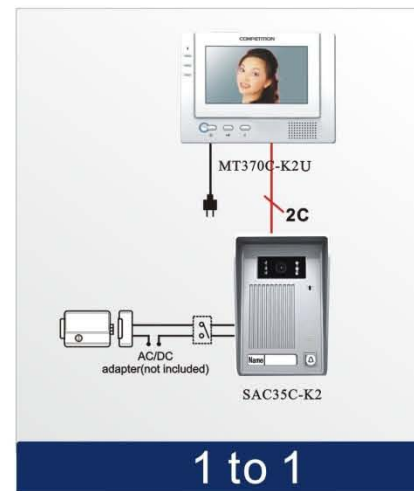 COMPETITION
MT370C-K2U
2C
AC/DC
adapter(not included)
Name
SAC35C-K2
1 to 1